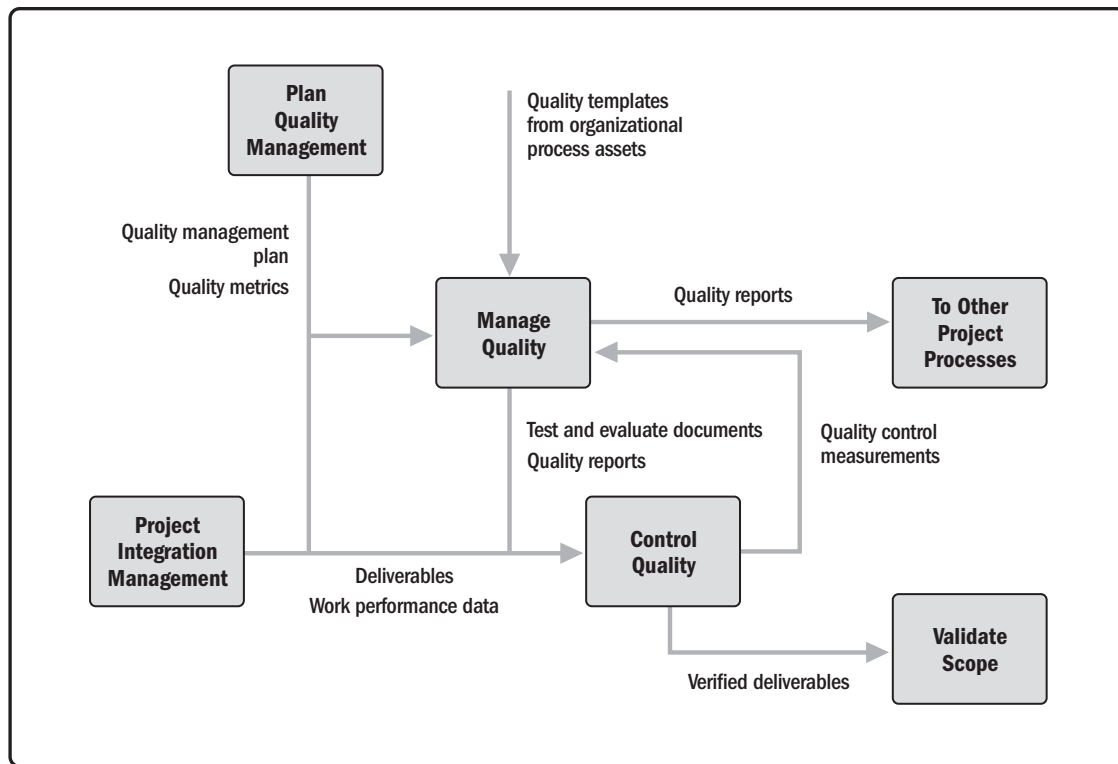 Plan
Quality
Management
Quality templates
from organizational
process assets
Quality management
plan
Quality metrics
Manage
Quality
Quality reports
To Other
Project
Processes
Test and evaluate documents
Quality reports
Quality control
measurements
Project
Integration
Management
Deliverables
Work performance data
Control
Quality
Validate
Scope
Verified deliverables